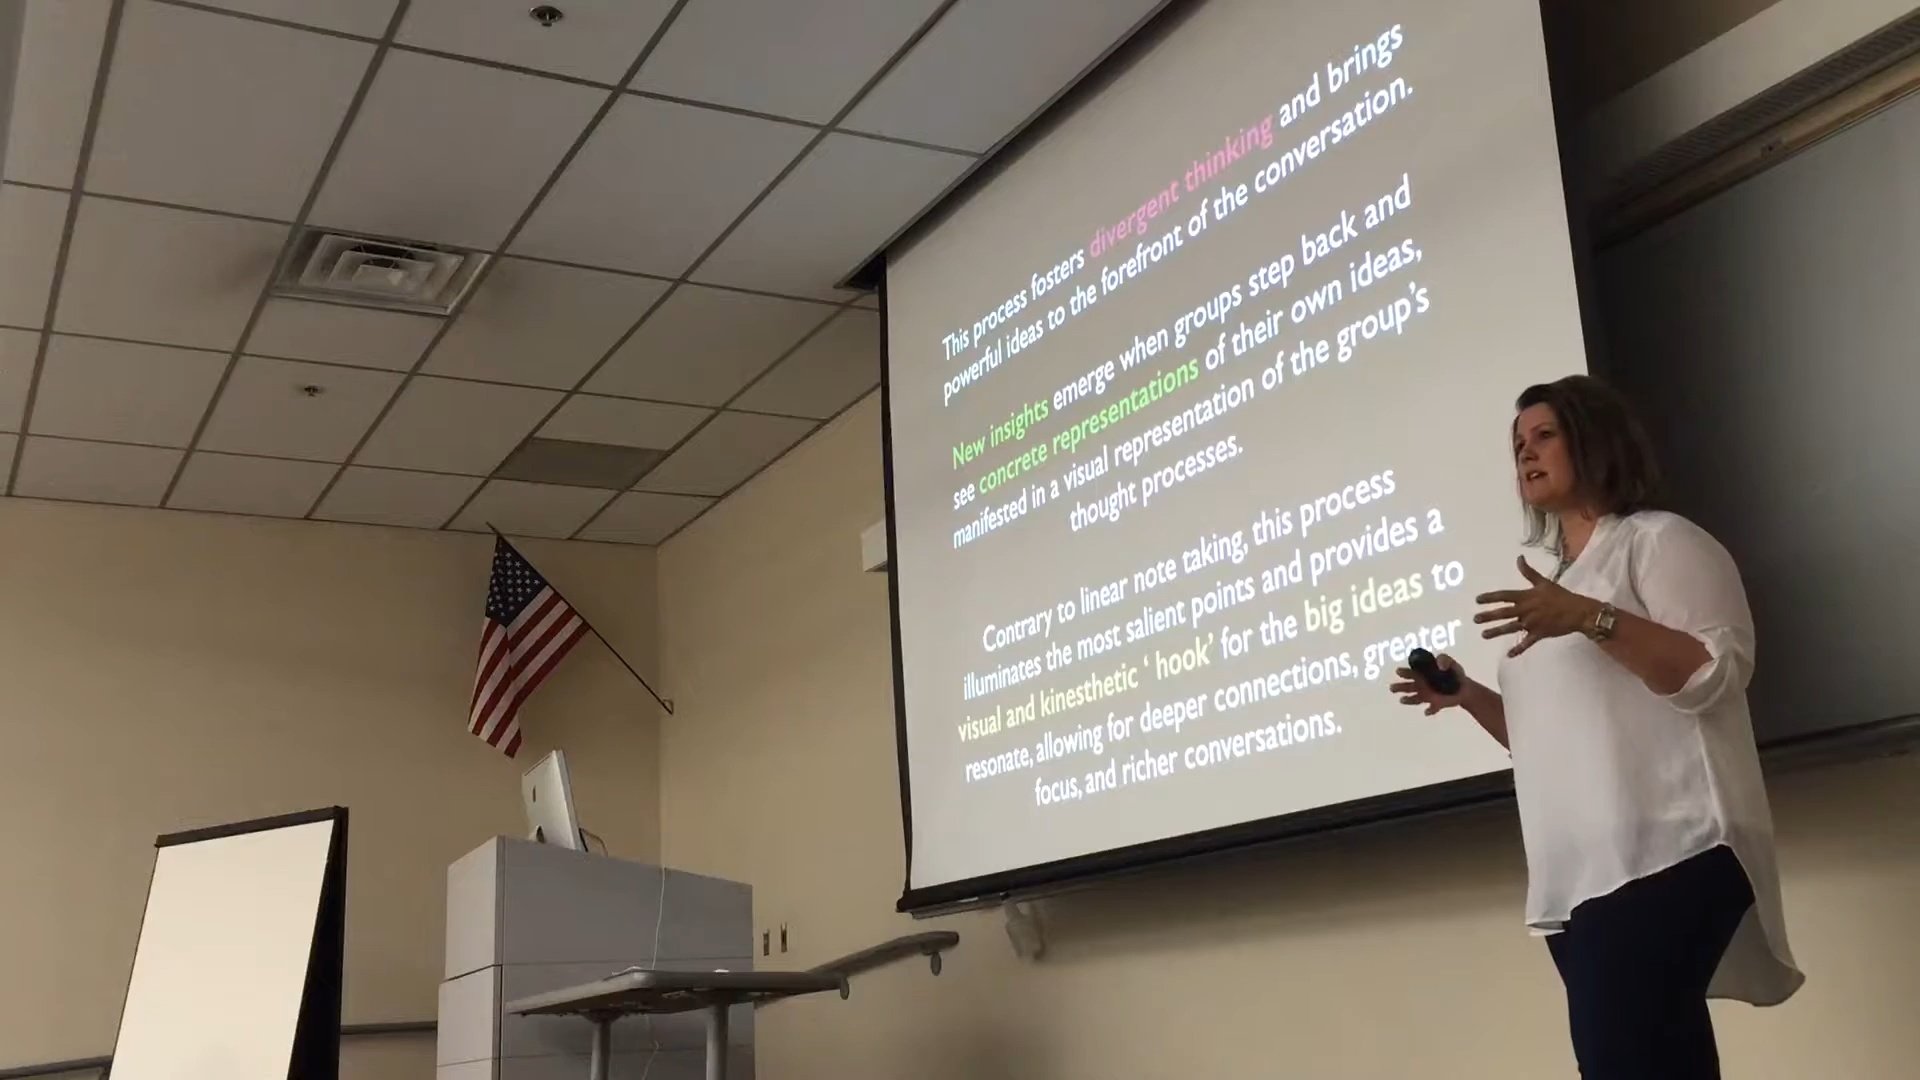 This process fosters divergent thinking and brings
powerful ideas to the forefront of the conversation.
New insights emerge when groups step back and
see concrete representations of their own ideas,
manifested in a visual representation of the group's
thought processes.
Contrary to linear note taking, this process
illuminates the most salient points and provides a
visual and kinesthetic ' hook' for the big ideas to
resonate, allowing for deeper connections, greater
focus, and richer conversations.